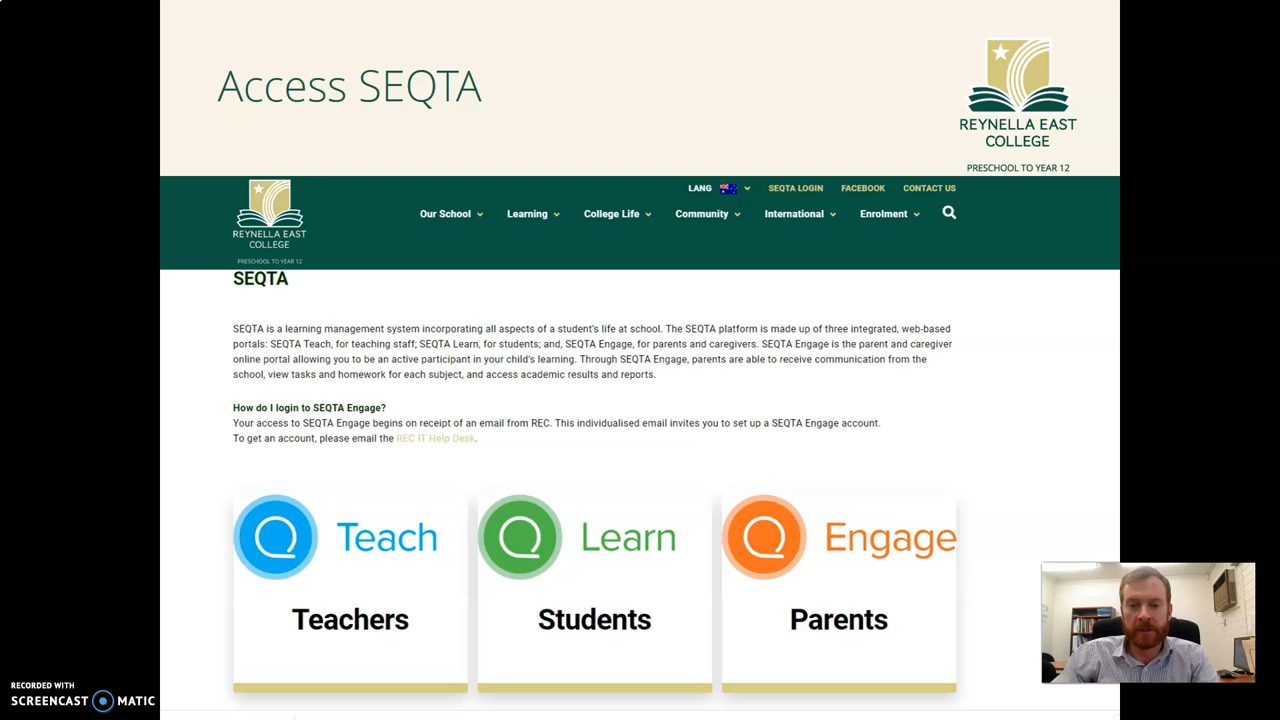 Access SEQTA
REYNELLA EAST
COLLEGE
PRESCHOOL TO YEAR 12
LANG SEQTA LOGIN FACEBOOK CONTACT US
REYNELLA EAST
COLLEGE
PRESCHOOL TO YEAR 12
Our School Learning College Life Community International Enrolment
SEQTA
SEQTA is a learning management system incorporating all aspects of a student's life at school. The SEQTA platform is made up of three integrated, web-based
portals: SEQTA Teach, for teaching staff; SEQTA Learn, for students; and, SEQTA Engage, for parents and caregivers. SEQTA Engage is the parent and caregiver
online portal allowing you to be an active participant in your child's learning. Through SEQTA Engage, parents are able to receive communication from the
school, view tasks and homework for each subject, and access academic results and reports.
How do I login to SEQTA Engage?
Your access to SEQTA Engage begins on receipt of an email from REC. This individualised email invites you to set up a SEQTA Engage account.
To get an account, please email the REC IT Help Desk.
Teach
Teachers
Learn
Students
Engage
Parents
RECORDED WITH
SCREENCAST MATIC